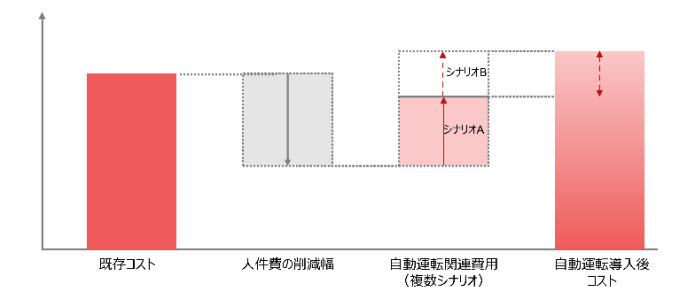 シナリオB
シナリオA
既存コスト
人件費の削減幅
自動運転関連費用
（複数シナリオ）
自動運転導入後
コスト